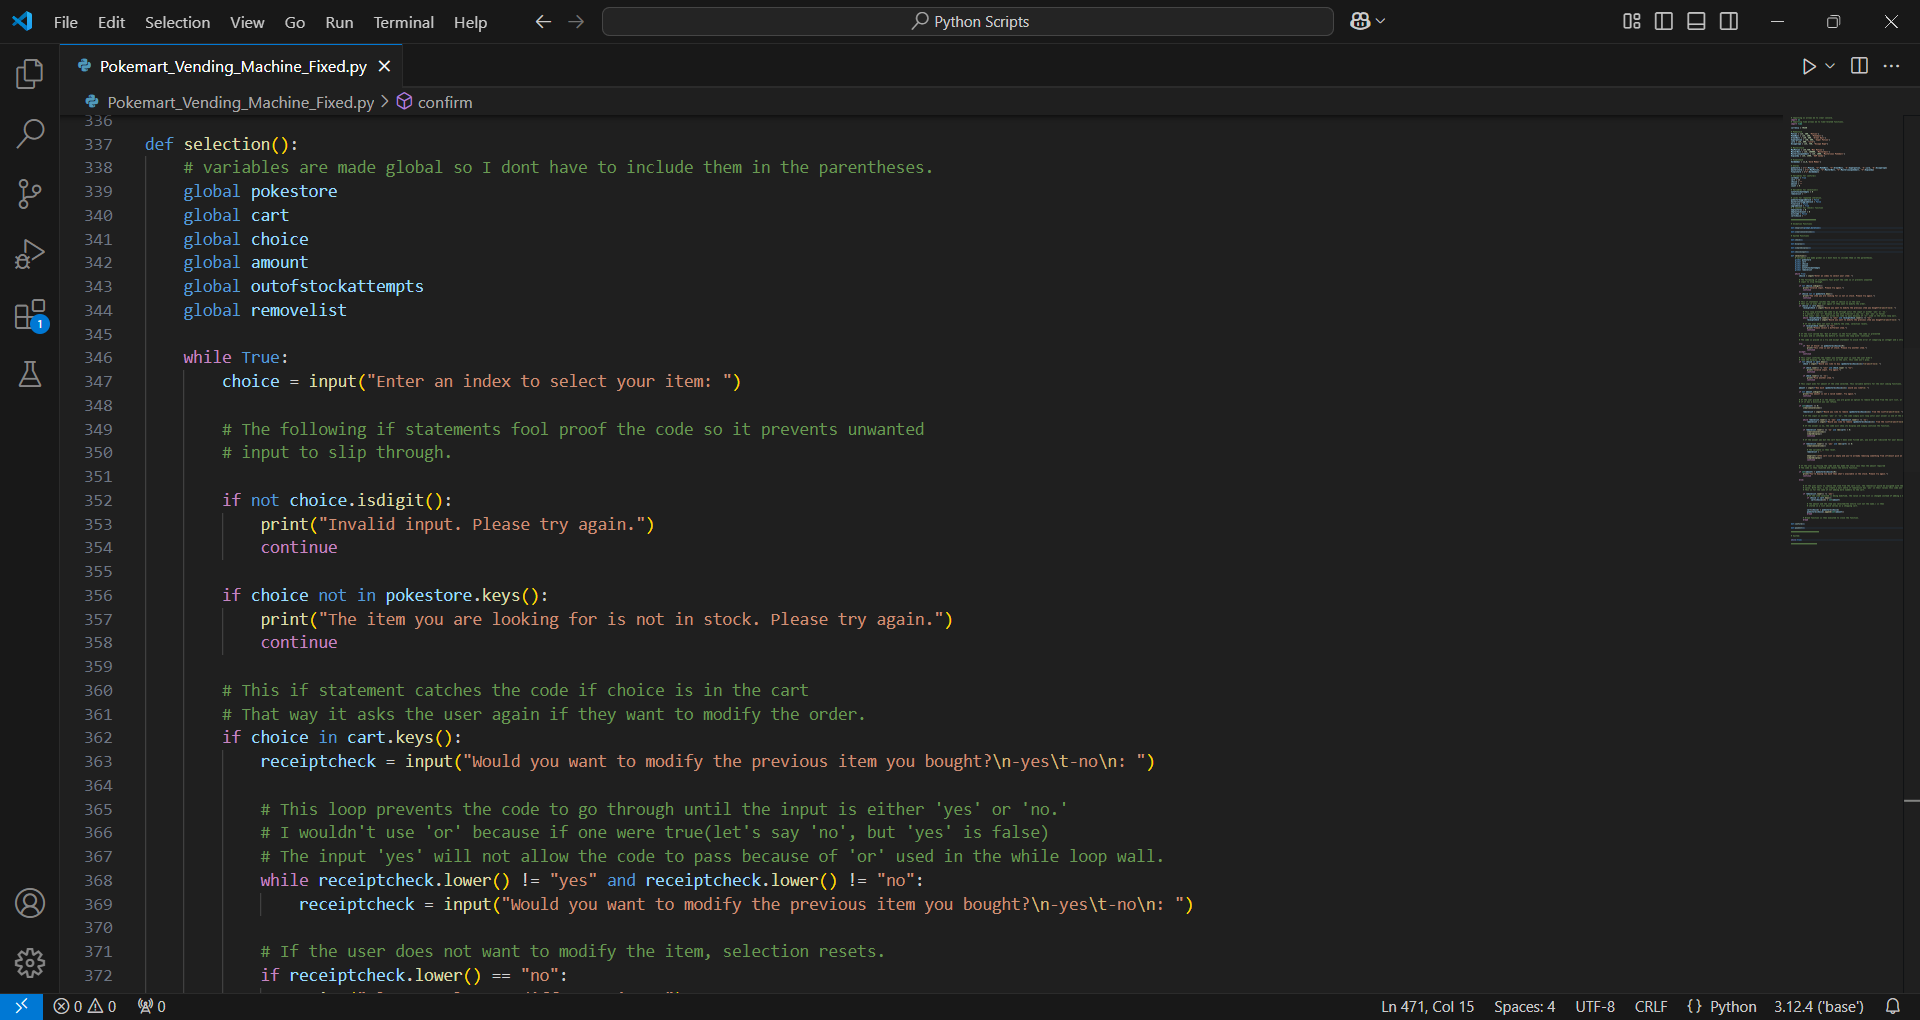 File Edit Selection View Go Run Terminal Help
Python Scripts
Pokemart_Vending_Machine_Fixed.py
Pokemart_Vending_Machine_Fixed.py > confirm
336
337 def selection():
338 # variables are made global so I dont have to include them in the parentheses.
339 global pokestore
340 global cart
341 global choice
342 global amount
343 global outofstockattempts
344 global removelist
345
346 while True:
347 choice = input("Enter an index to select your item: ")
348
349 # The following if statements fool proof the code so it prevents unwanted
350 # input to slip through.
351
352 if not choice.isdigit():
353 print("Invalid input. Please try again.")
354 continue
355
356 if choice not in pokestore.keys():
357 print("The item you are looking for is not in stock. Please try again.")
358 continue
359
360 # This if statement catches the code if choice is in the cart
361 # That way it asks the user again if they want to modify the order.
362 if choice in cart.keys():
363 receiptcheck = input("Would you want to modify the previous item you bought?\n-yes\t-no\n: ")
364
365 # This loop prevents the code to go through until the input is either 'yes' or 'no.'
366 # I wouldn't use 'or' because if one were true(let's say 'no', but 'yes' is false)
367 # The input 'yes' will not allow the code to pass because of 'or' used in the while loop wall.
368 while receiptcheck.lower() != "yes" and receiptcheck.lower() != "no":
369 receiptcheck = input("Would you want to modify the previous item you bought?\n-yes\t-no\n: ")
370
371 # If the user does not want to modify the item, selection resets.
372 if receiptcheck.lower() == "no":
1
0 0 0
Ln 471, Col 15 Spaces: 4 UTF-8 CRLF {} Python 3.12.4 ('base')